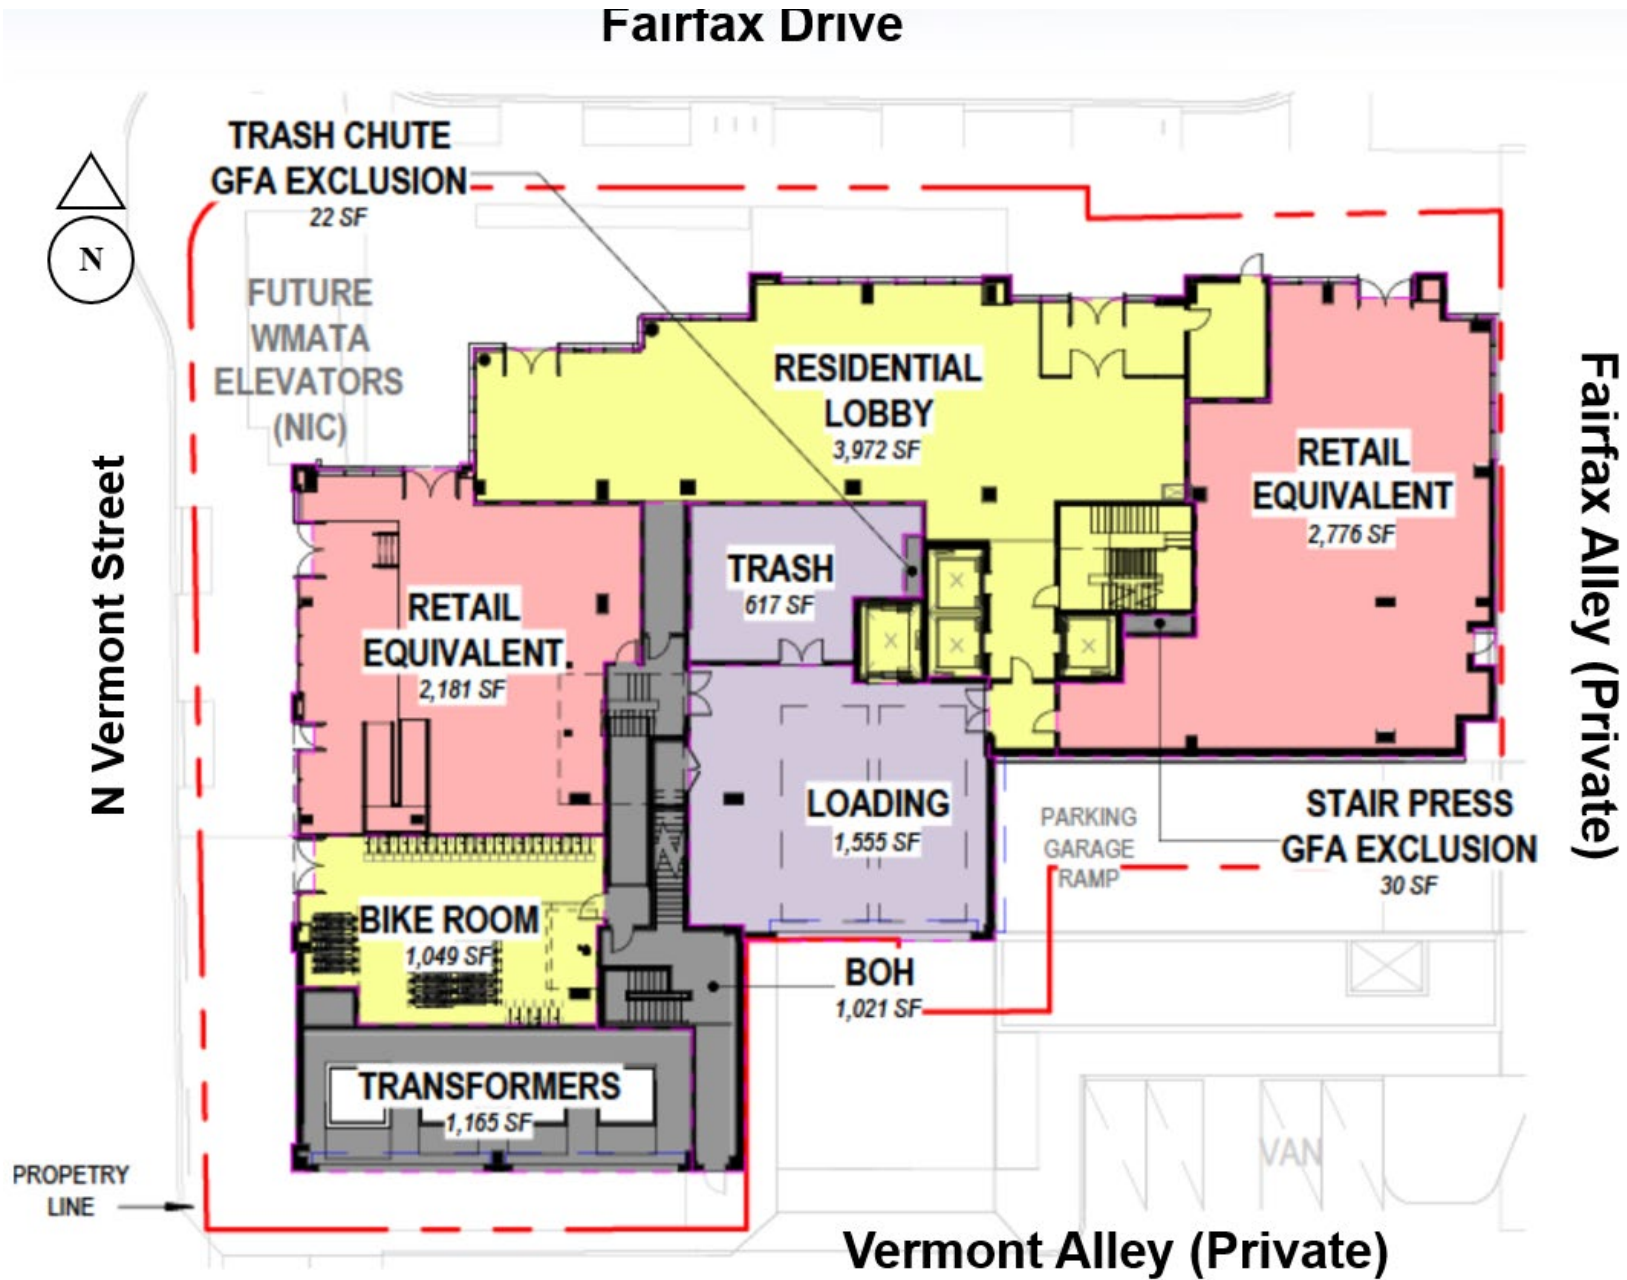 Fairfax Drive
TRASH CHUTE
GFA EXCLUSION
22 SF
N
FUTURE
WMATA
ELEVATORS
(NIC)
RESIDENTIAL
LOBBY
3,972 SF
RETAIL
EQUIVALENT
2,776 SF
N Vermont Street
Fairfax Alley (Private)
TRASH
617 SF
RETAIL
EQUIVALENT
2,181 SF
LOADING
1,555 SF
PARKING
GARAGE
RAMP
STAIR PRESS
GFA EXCLUSION
30 SF
BIKE ROOM
1,049 SF
BOH
1,021 SF
TRANSFORMERS
1,165 SF
VAN
PROPETRY
LINE
Vermont Alley (Private)